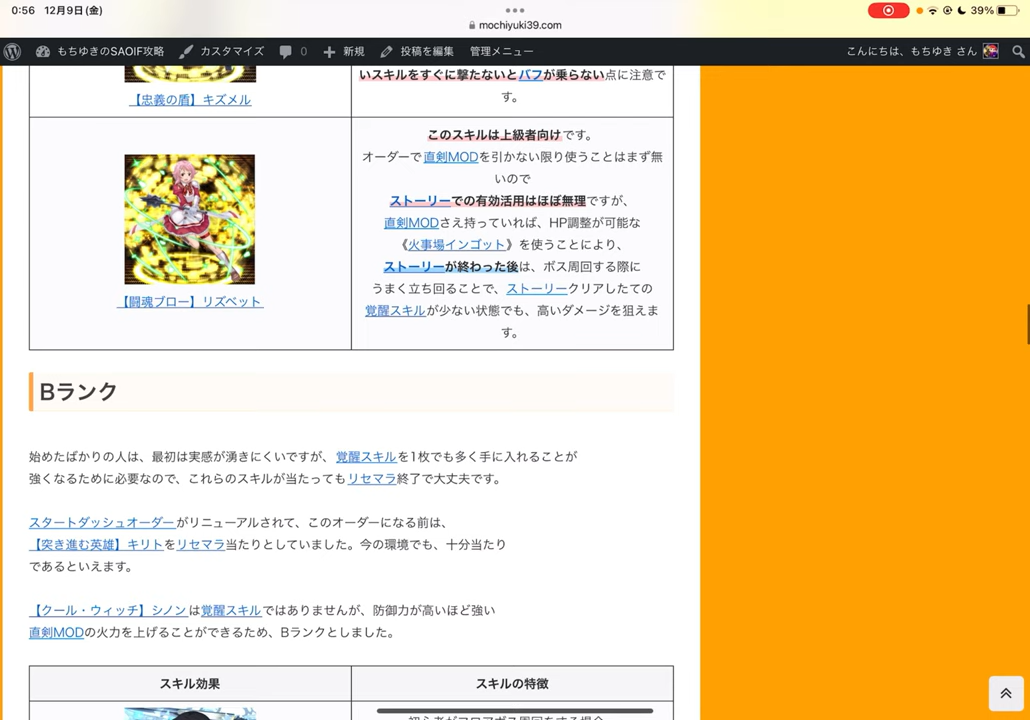 0:56 12月9日(金)
39%
mochiyuki39.com
もちゆきのSAOIF攻略 カスタマイズ 0 新規 投稿を編集 管理メニュー こんにちは、もちゆき さん
【忠義の盾】キズメル
いスキルをすぐに撃たないとバフが乗らない点に注意で
す。
【闘魂ブロー】リズベット
このスキルは上級者向けです。
オーダーで直剣MODを引かない限り使うことはまず無
いので
ストーリーでの有効活用はほぼ無理ですが、
直剣MODさえ持っていれば、HP調整が可能な
《火事場インゴット》を使うことにより、
ストーリーが終わった後は、ボス周回する際に
うまく立ち回ることで、ストーリークリアしたての
覚醒スキルが少ない状態でも、高いダメージを狙えま
す。
Bランク
始めたばかりの人は、最初は実感が湧きにくいですが、覚醒スキルを1枚でも多く手に入れることが
強くなるために必要なので、これらのスキルが当たってもリセマラ終了で大丈夫です。
スタートダッシュオーダーがリニューアルされて、このオーダーになる前は、
【突き進む英雄】キリトをリセマラ当たりとしていました。今の環境でも、十分当たり
であるといえます。
【クール・ウィッチ】シノンは覚醒スキルではありませんが、防御力が高いほど強い
直剣MODの火力を上げることができるため、Bランクとしました。
スキル効果 スキルの特徴